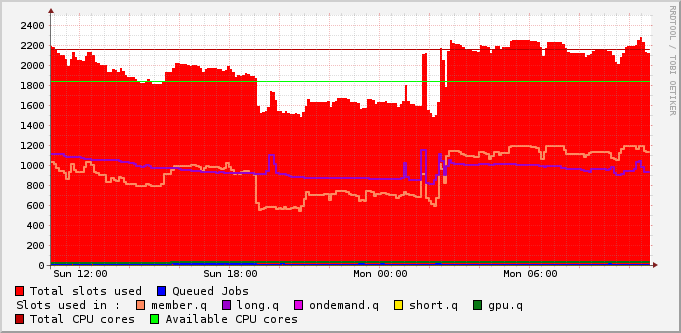 RRDTOOL / TOBI OETIKER
2400
2200
2000
1800
1600
1400
1200
1000
800
600
400
200
0
Sun 12:00 Sun 18:00 Mon 00:00 Mon 06:00
Total slots used Queued Jobs
Slots used in : member.q long.q ondemand.q short.q gpu.q
Total CPU cores Available CPU cores